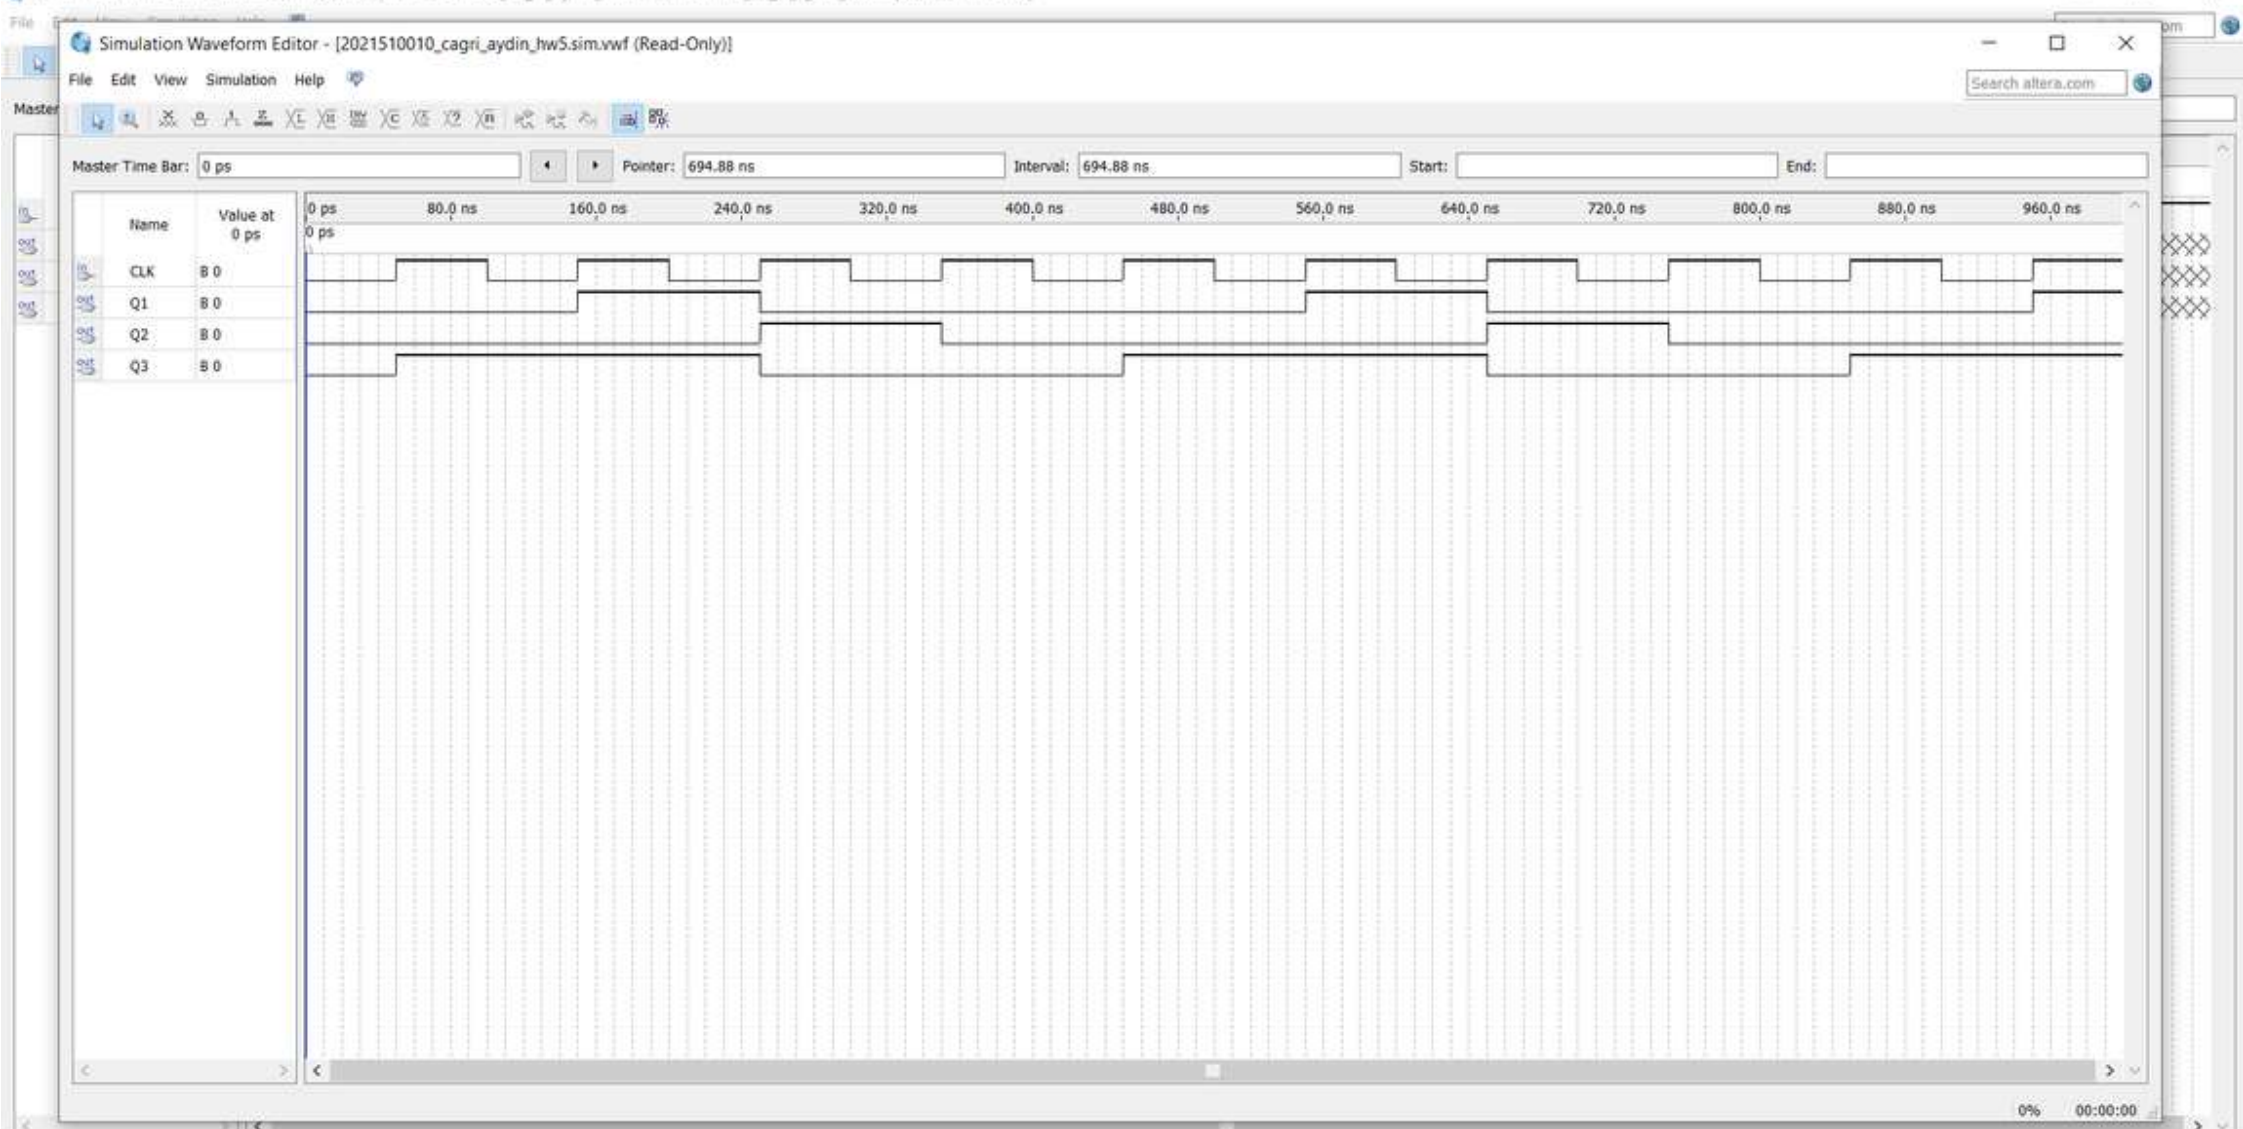 File
Simulation Waveform Editor - [2021510010_cagri_aydin_hw5.sim.vwf (Read-Only)]
File Edit View Simulation Help
Search altera.com
Master
Master Time Bar: 0 ps Pointer: 694.88 ns Interval: 694.88 ns Start: End:
Name Value at 0 ps
0 ps 80.0 ns 160.0 ns 240.0 ns 320.0 ns 400.0 ns 480.0 ns 560.0 ns 640.0 ns 720.0 ns 800.0 ns 880.0 ns 960.0 ns
0 ps
CLK B 0
Q1 B 0
Q2 B 0
Q3 B 0
0% 00:00:00